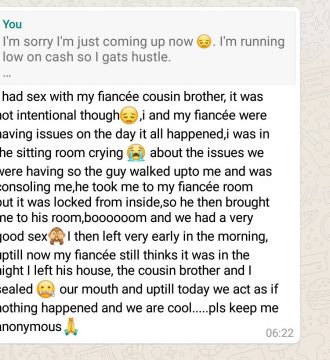 You
I'm sorry I'm just coming up now 😔. I'm running
low on cash so I gats hustle.
...
had sex with my fiancée cousin brother, it was
not intentional though😥,i and my fiancée were
having issues on the day it all happened,i was in
the sitting room crying 😭 about the issues we
were having so the guy walked upto me and was
consoling me,he took me to my fiancée room
but it was locked from inside,so he then brought
me to his room,boooooom and we had a very
good sex🙈I then left very early in the morning,
uptill now my fiancée still thinks it was in the
night I left his house, the cousin brother and I
sealed 🤐 our mouth and uptill today we act as if
nothing happened and we are cool.....pls keep me
anonymous🙏
06:22